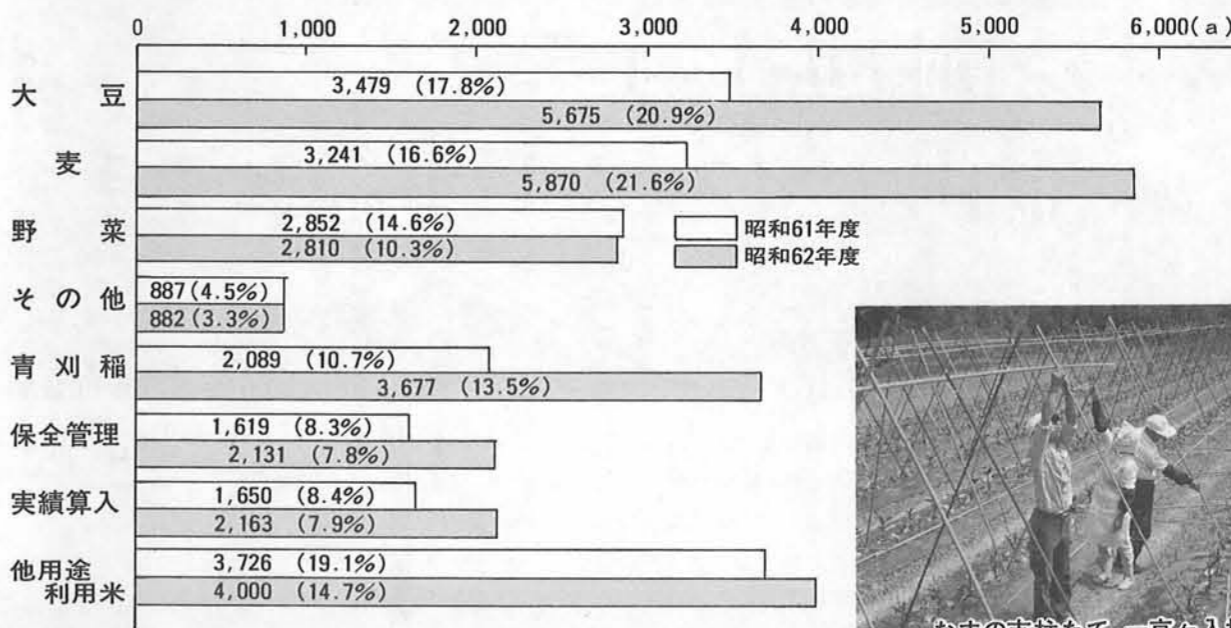 0 1,000 2,000 3,000 4,000 5,000 6,000(a)
大豆
3,479 (17.8%)
5,675 (20.9%)
麦
3,241 (16.6%)
5,870 (21.6%)
野菜
2,852 (14.6%)
2,810 (10.3%)
昭和61年度
昭和62年度
その他
887(4.5%)
882(3.3%)
青刈稲
2,089 (10.7%)
3,677 (13.5%)
保全管理
1,619 (8.3%)
2,131 (7.8%)
実績算入
1,650 (8.4%)
2,163 (7.9%)
他用途
利用米
3,726 (19.1%)
4,000 (14.7%)